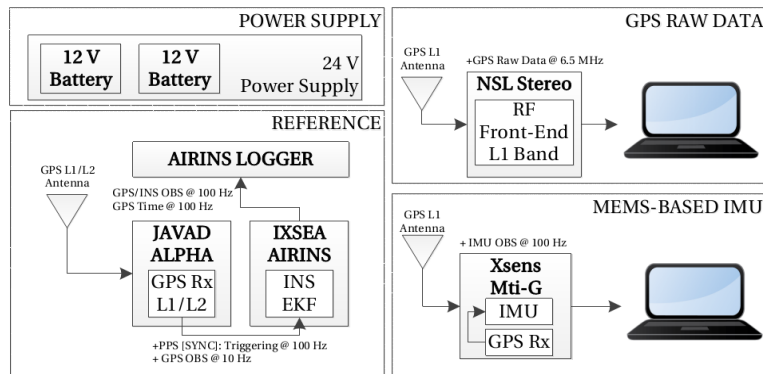 POWER SUPPLY
12 V
Battery
12 V
Battery
24 V
Power Supply
REFERENCE
AIRINS LOGGER
GPS L1/L2
Antenna
GPS/INS OBS @ 100 Hz
GPS Time @ 100 Hz
JAVAD
ALPHA
GPS Rx
L1/L2
IXSEA
AIRINS
INS
EKF
+PPS [SYNC]: Triggering @ 100 Hz
+ GPS OBS @ 10 Hz
GPS RAW DATA
GPS L1
Antenna
+GPS Raw Data @ 6.5 MHz
NSL Stereo
RF
Front-End
L1 Band
MEMS-BASED IMU
GPS L1
Antenna
+ IMU OBS @ 100 Hz
Xsens
Mti-G
IMU
GPS Rx